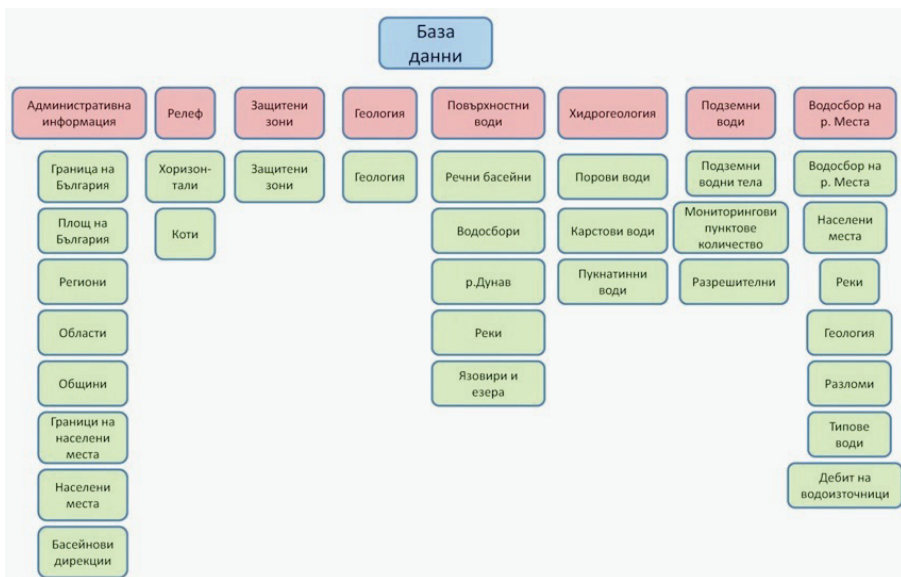 База
данни
Административна
информация
Релеф
Защитени
зони
Геология
Повърхностни
води
Хидрогеология
Подземни
води
Водосбор на
р. Места
Граница на
България
Площ на
България
Региони
Области
Общини
Граници на
населени
места
Населени
места
Басейнови
дирекции
Хоризон-
тали
Коти
Защитени
зони
Геология
Речни басейни
Водосбори
р.Дунав
Реки
Язовири и
езера
Порови води
Карстови води
Пукнатинни
води
Подземни
водни тела
Мониторингови
пунктове
количество
Разрешителни
Водосбор на
р. Места
Населени
места
Реки
Геология
Разломи
Типове
води
Дебит на
водоизточници